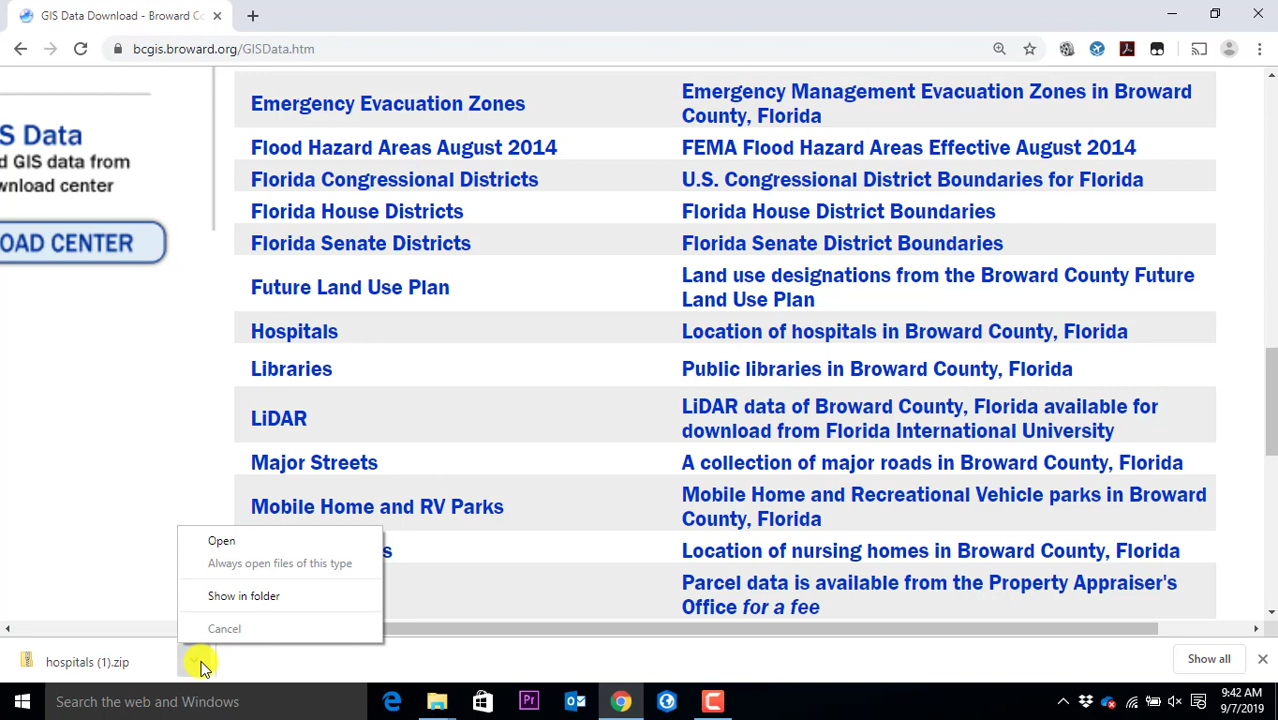 GIS Data Download - Broward Co
bcgis.broward.org/GISData.htm
S Data
d GIS data from
wnload center
OAD CENTER
Emergency Evacuation Zones
Emergency Management Evacuation Zones in Broward
County, Florida
Flood Hazard Areas August 2014
FEMA Flood Hazard Areas Effective August 2014
Florida Congressional Districts
U.S. Congressional District Boundaries for Florida
Florida House Districts
Florida House District Boundaries
Florida Senate Districts
Florida Senate District Boundaries
Future Land Use Plan
Land use designations from the Broward County Future
Land Use Plan
Hospitals
Location of hospitals in Broward County, Florida
Libraries
Public libraries in Broward County, Florida
LiDAR
LiDAR data of Broward County, Florida available for
download from Florida International University
Major Streets
A collection of major roads in Broward County, Florida
Mobile Home and RV Parks
Mobile Home and Recreational Vehicle parks in Broward
County, Florida
s
Location of nursing homes in Broward County, Florida
Parcel data is available from the Property Appraiser's
Office for a fee
Open
Always open files of this type
Show in folder
Cancel
hospitals (1).zip
Show all
Search the web and Windows
Pr
9:42 AM
9/7/2019